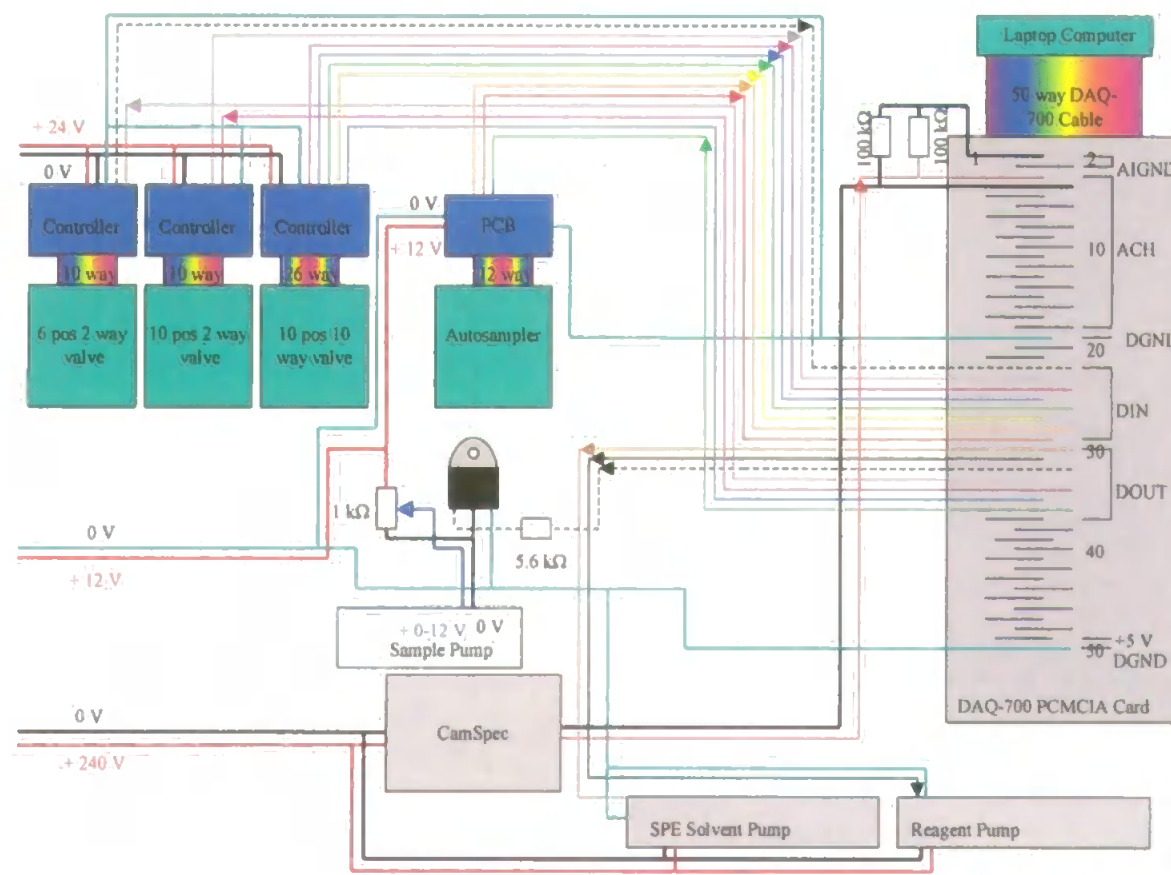 Laptop Computer
50 way DAQ-
700 Cable
100 kΩ
100 kΩ
1
2
AIGND
+ 24 V
0 V
Controller
Controller
Controller
10 way
10 way
26 way
6 pos 2 way
valve
10 pos 2 way
valve
10 pos 10
way valve
0 V
+ 12 V
PCB
12 way
Autosampler
10
ACH
20
DGND
DIN
30
DOUT
40
1 kΩ
5.6 kΩ
0 V
+ 12 V
+ 0-12 V
0 V
Sample Pump
50
+5 V
DGND
DAQ-700 PCMCIA Card
0 V
+ 240 V
CamSpec
SPE Solvent Pump
Reagent Pump